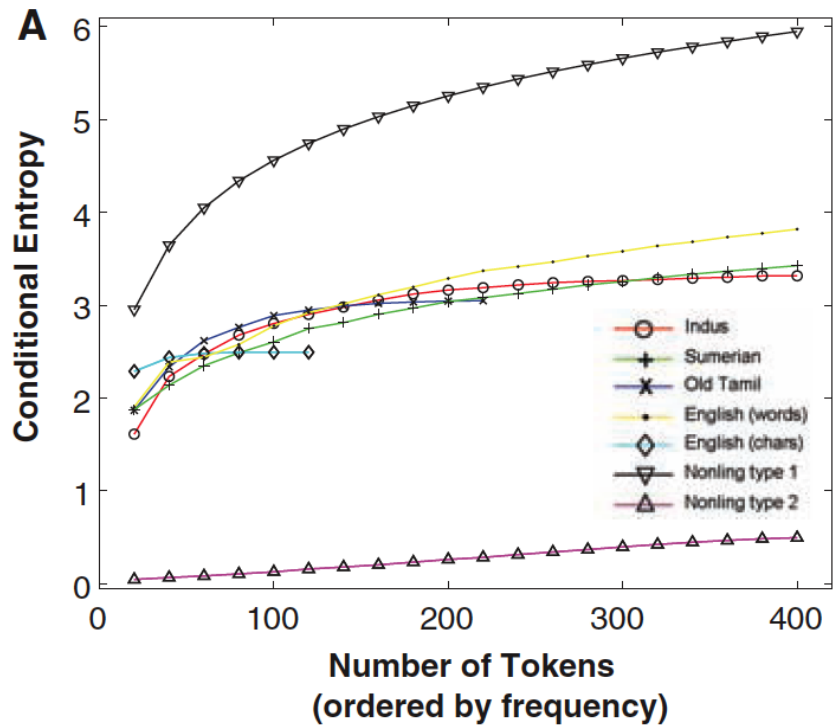 A
Conditional Entropy
6
5
4
3
2
1
0
0 100 200 300 400
Indus
Sumerian
Old Tamil
English (words)
English (chars)
Nonling type 1
Nonling type 2
Number of Tokens
(ordered by frequency)